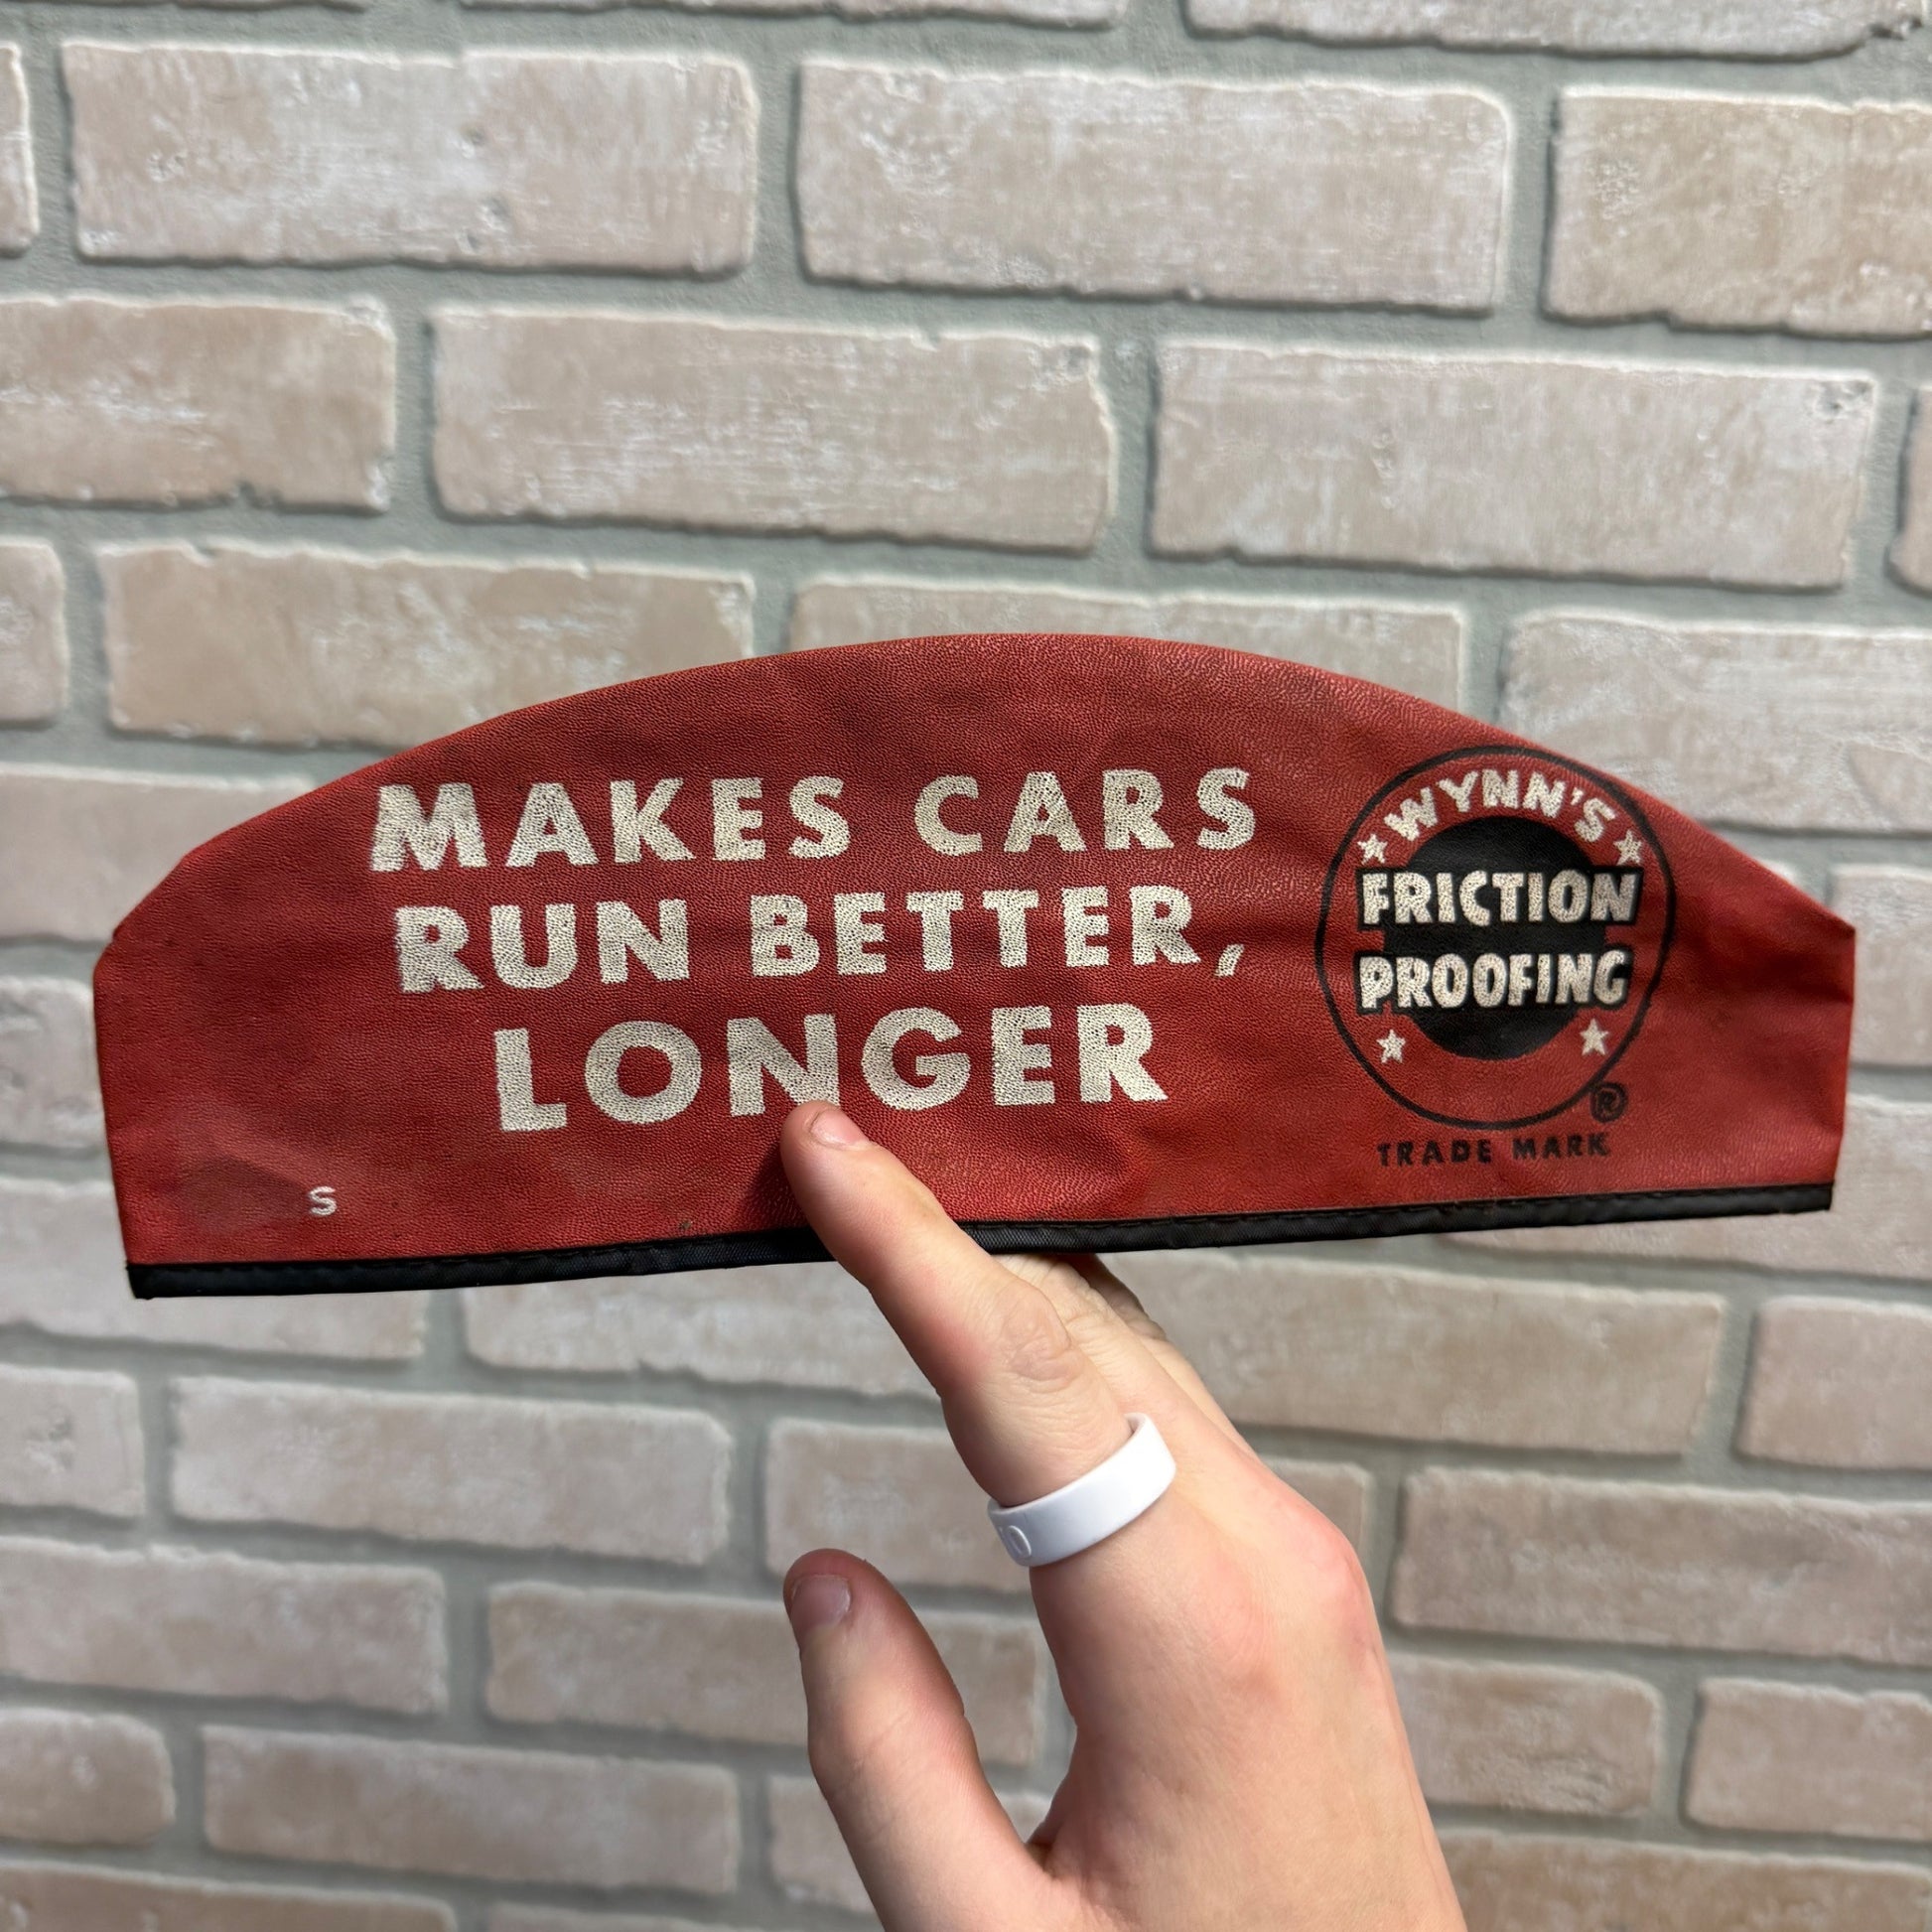 MAKES CARS
RUN BETTER,
LONGER
S
WYNN'S
FRICTION
PROOFING
®
TRADE MARK